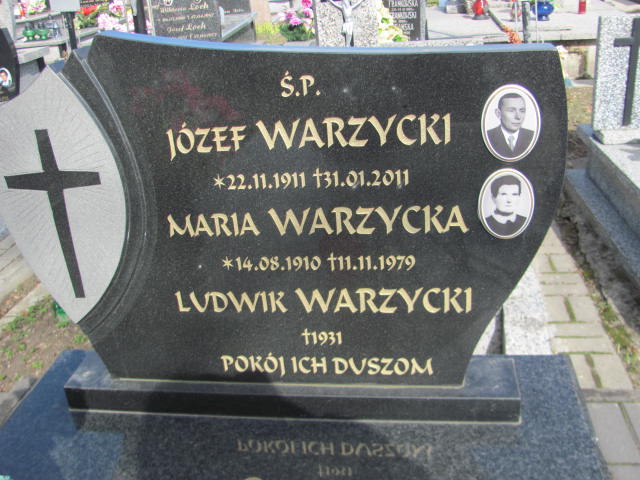 Ś.P.
JÓZEF WARZYCKI
*22.11.1911 †31.01.2011
MARIA WARZYCKA
*14.08.1910 †11.11.1979
LUDWIK WARZYCKI
†1931
POKÓJ ICH DUSZOM